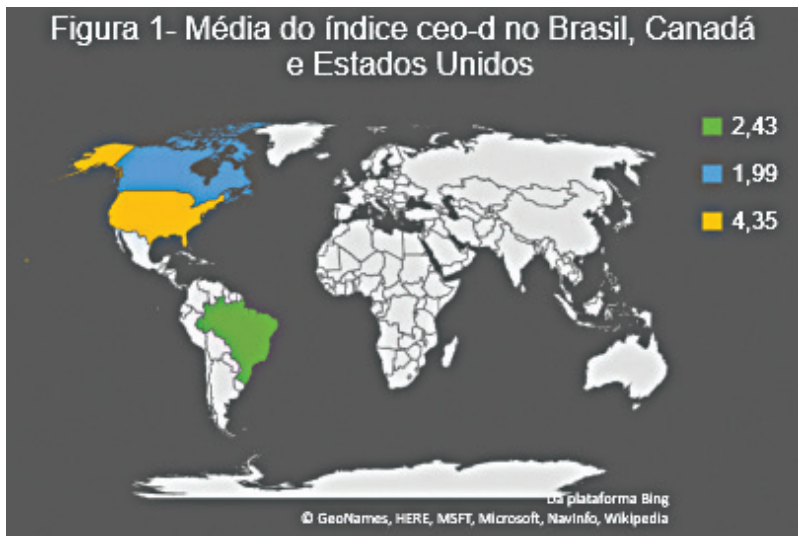 Figura 1- Média do índice ceo-d no Brasil, Canadá
e Estados Unidos
2,43
1,99
4,35
Da plataforma Bing
© GeoNames, HERE, MSFT, Microsoft, NavInfo, Wikipedia